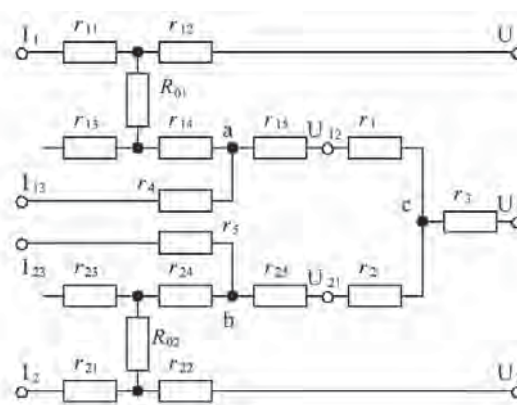 I₁ r₁₁ r₁₂ U
R₀₁
r₁₃ r₁₄ a r₁₅ U₁₂ r₁
I₁₃ r₄
c r₃ U
r₅
I₂₃ r₂₃ r₂₄ r₂₅ U₂₁ r₂
b
R₀₂
I₂ r₂₁ r₂₂ U